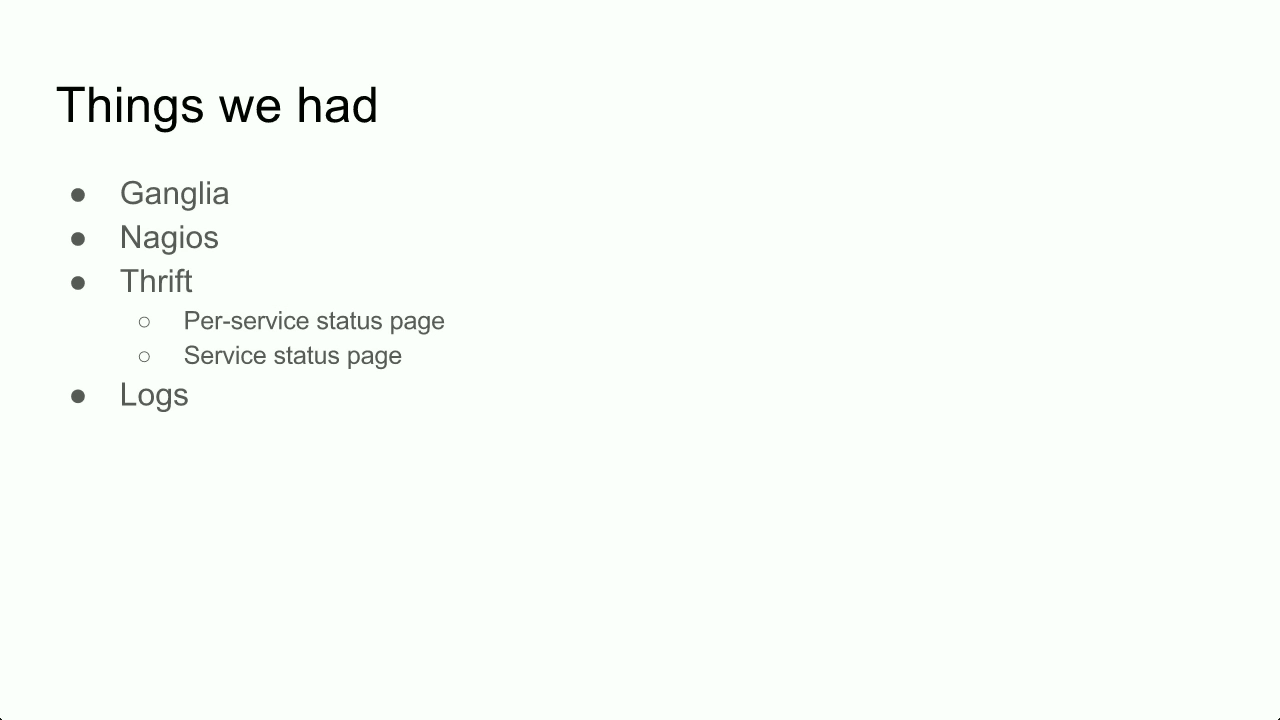 Things we had
● Ganglia
● Nagios
● Thrift
○ Per-service status page
○ Service status page
● Logs